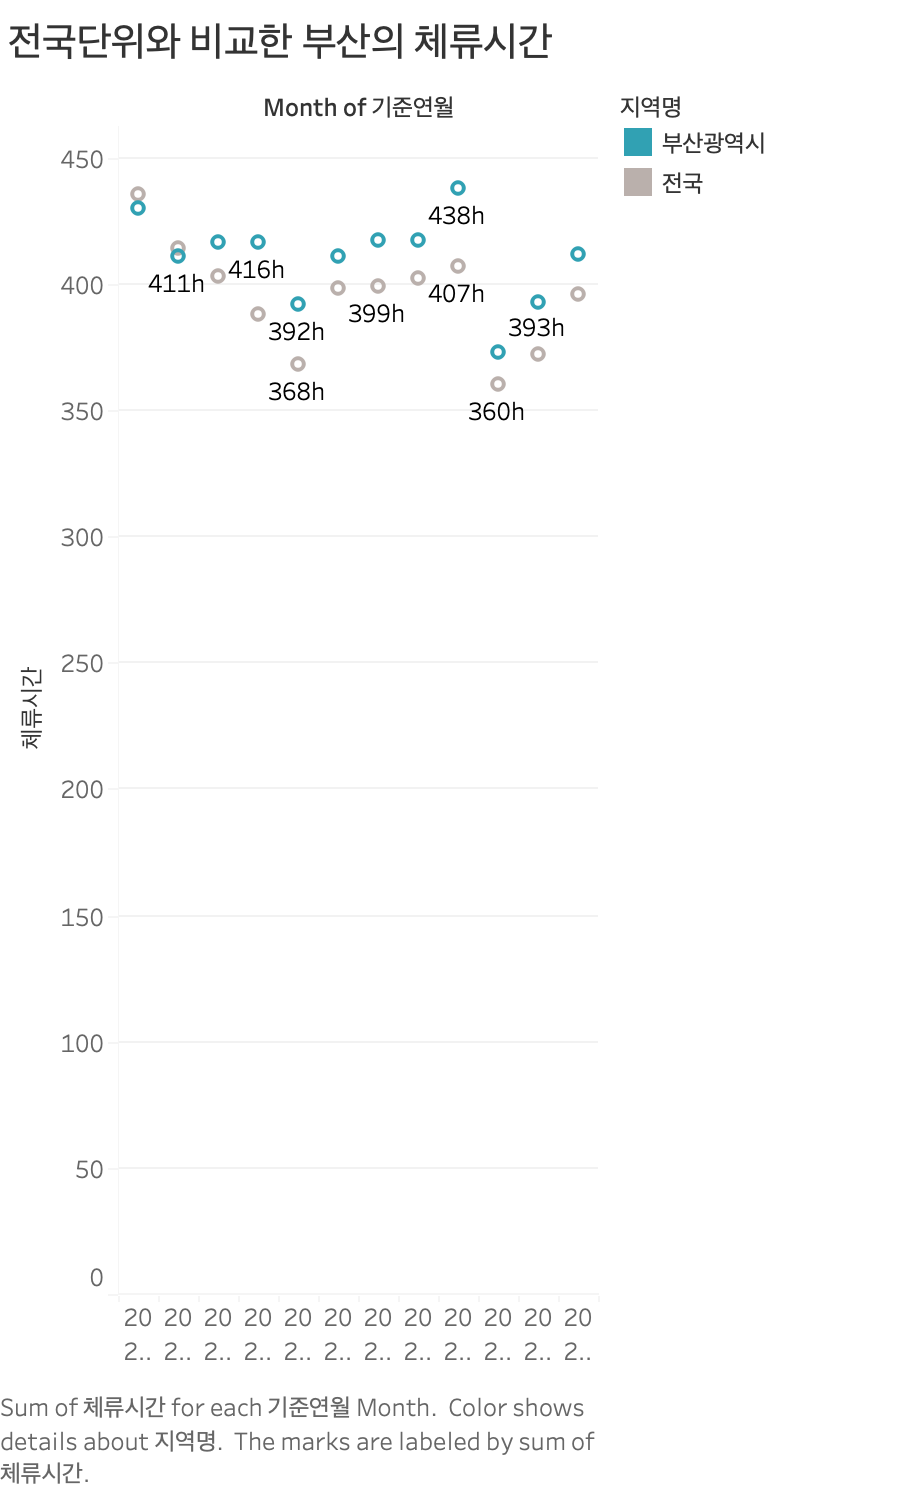 전국단위와 비교한 부산의 체류시간
Month of 기준연월
지역명
부산광역시
전국
450
400
350
300
250
200
150
100
50
0
체류시간
438h
416h
411h
407h
399h
393h
392h
368h
360h
20 20 20 20 20 20 20 20 20 20 20 20
2.. 2.. 2.. 2.. 2.. 2.. 2.. 2.. 2.. 2.. 2.. 2..
Sum of 체류시간 for each 기준연월 Month.  Color shows
details about 지역명.  The marks are labeled by sum of
체류시간.